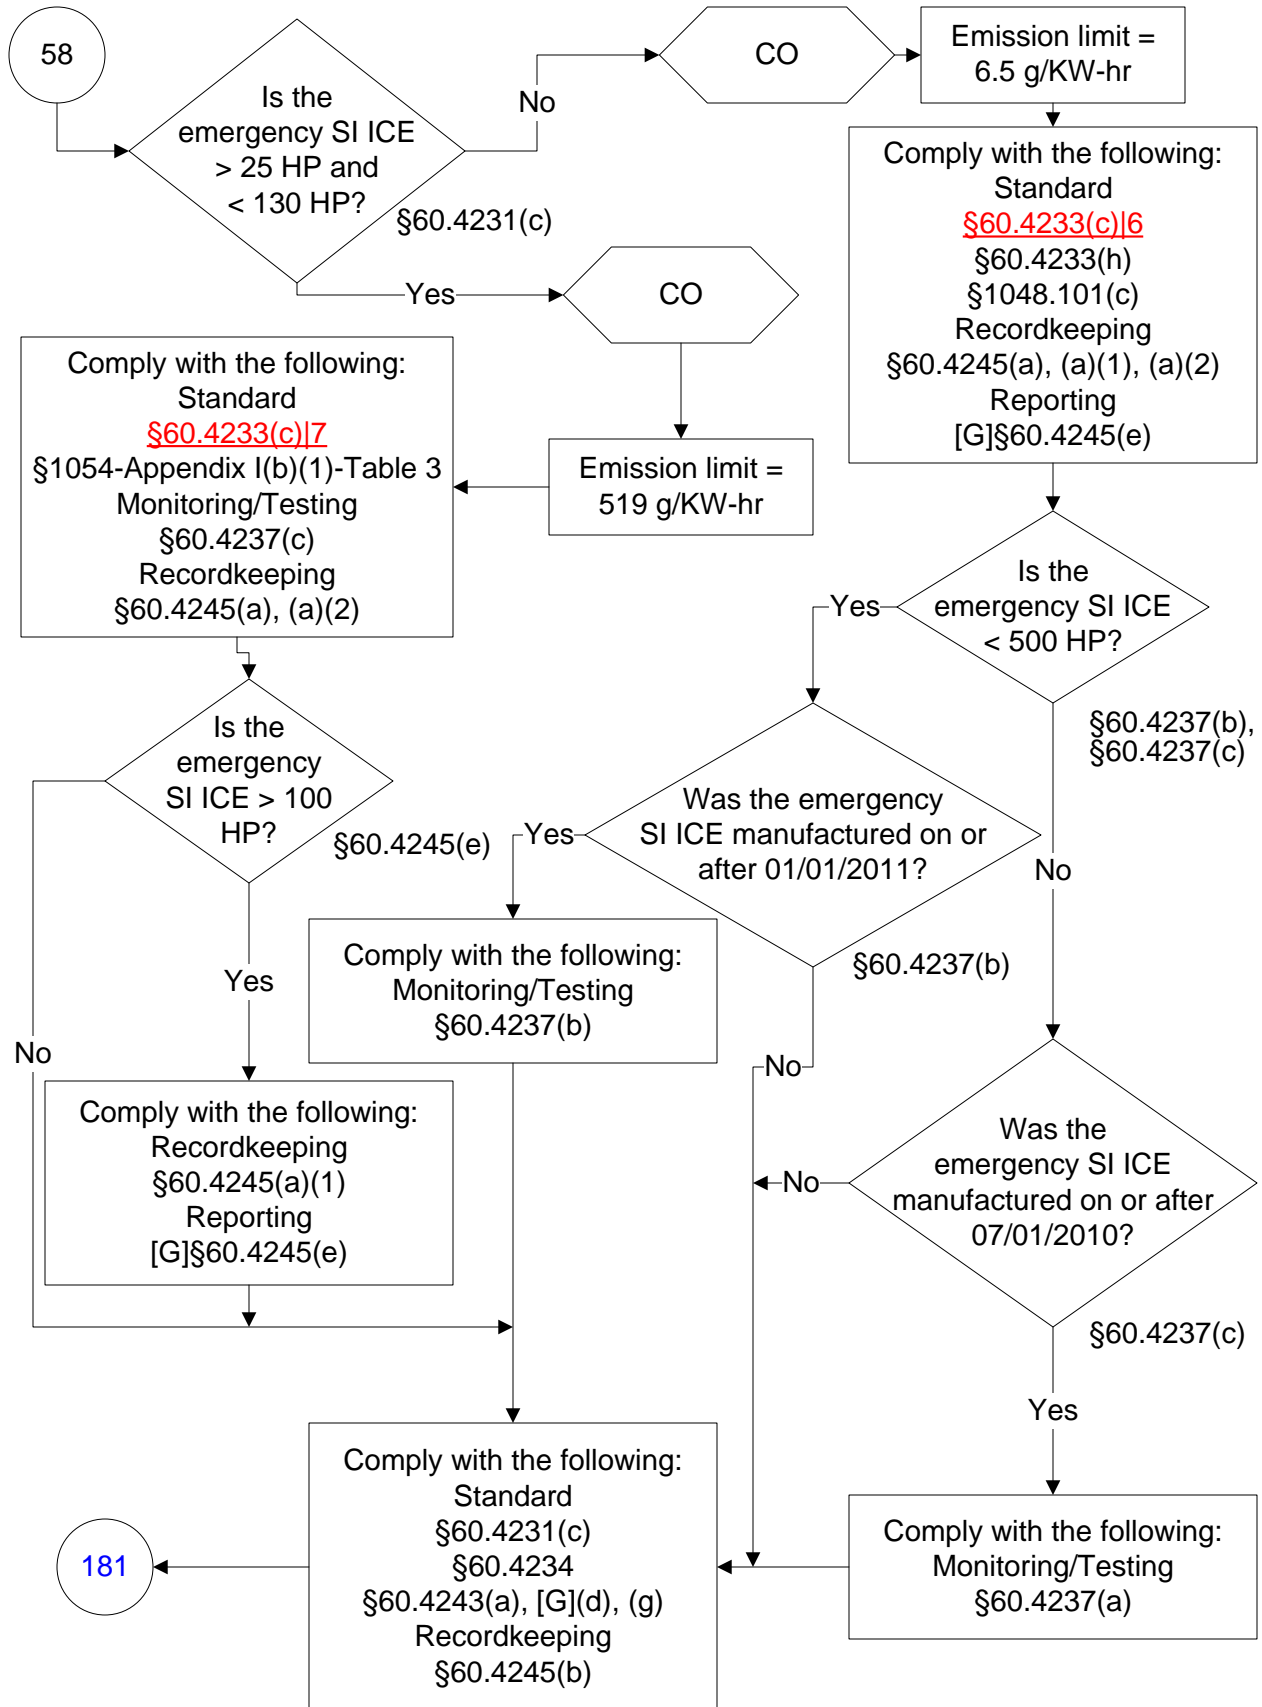 58
Is the
emergency SI ICE
> 25 HP and
< 130 HP?
§60.4231(c)
No
CO
Emission limit =
6.5 g/KW-hr
Comply with the following:
Standard
§60.4233(c)|6
§60.4233(h)
§1048.101(c)
Recordkeeping
§60.4245(a), (a)(1), (a)(2)
Reporting
[G]§60.4245(e)
Yes
CO
Emission limit =
519 g/KW-hr
Comply with the following:
Standard
§60.4233(c)|7
§1054-Appendix I(b)(1)-Table 3
Monitoring/Testing
§60.4237(c)
Recordkeeping
§60.4245(a), (a)(2)
Is the
emergency SI ICE
< 500 HP?
§60.4237(b),
§60.4237(c)
Yes
No
Is the
emergency
SI ICE > 100
HP?
§60.4245(e)
Yes
No
Was the emergency
SI ICE manufactured on or
after 01/01/2011?
§60.4237(b)
Yes
No
Comply with the following:
Monitoring/Testing
§60.4237(b)
Comply with the following:
Recordkeeping
§60.4245(a)(1)
Reporting
[G]§60.4245(e)
Was the
emergency SI ICE
manufactured on or after
07/01/2010?
§60.4237(c)
No
Yes
Comply with the following:
Monitoring/Testing
§60.4237(a)
Comply with the following:
Standard
§60.4231(c)
§60.4234
§60.4243(a), [G](d), (g)
Recordkeeping
§60.4245(b)
181